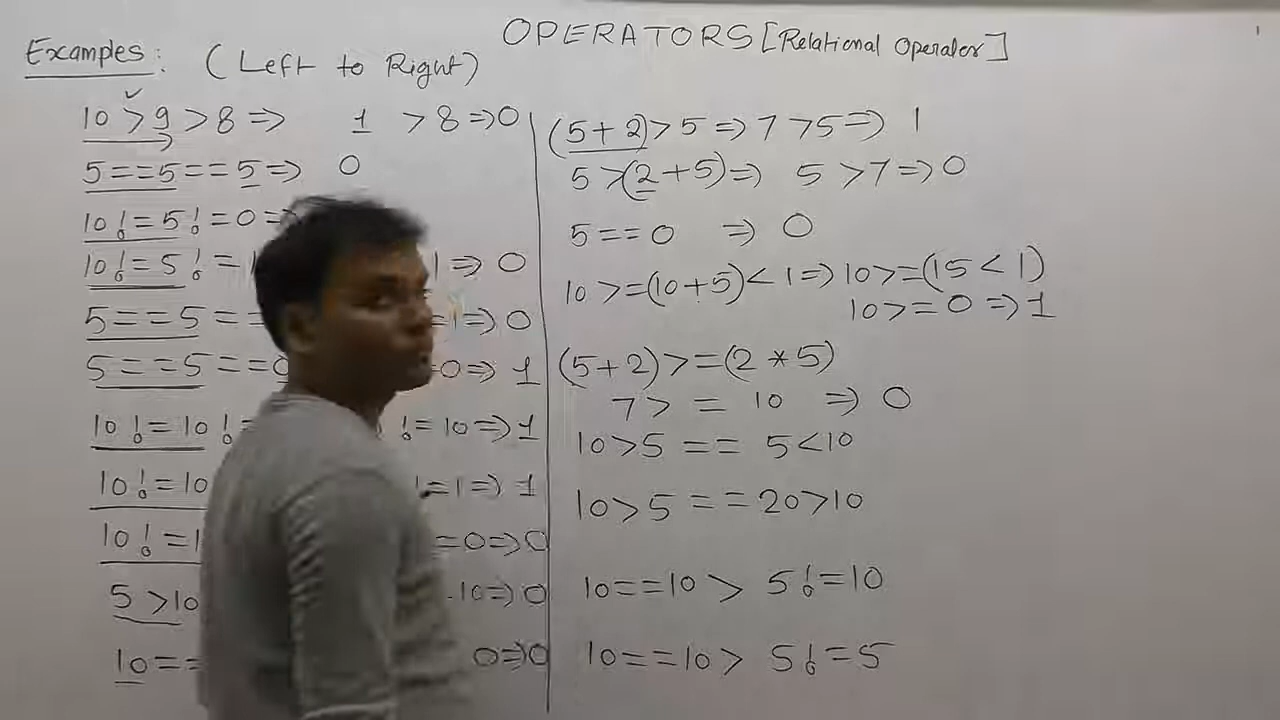 OPERATORS [Relational Operator]
Examples: (Left to Right)
10 > 9 > 8 => 1 > 8 => 0
5 == 5 == 5 => 0
10 != 5 != 0 =>
10 != 5 != 1 => 0
5 == 5 == =1 => 0
5 == 5 == 0 =0 => 1
10 != 10 != != 10 => 1
10 != 10 != 1 => 1
10 != 1 = 0 => 0
5 > 10 10 => 0
10 == 0 => 0
(5 + 2) > 5 => 7 > 5 => 1
5 > (2 + 5) => 5 > 7 => 0
5 == 0 => 0
10 >= (10 + 5) < 1 => 10 >= (15 < 1)
10 >= 0 => 1
(5 + 2) >= (2 * 5)
7 >= 10 => 0
10 > 5 == 5 < 10
10 > 5 == 20 > 10
10 == 10 > 5 != 10
10 == 10 > 5 != 5